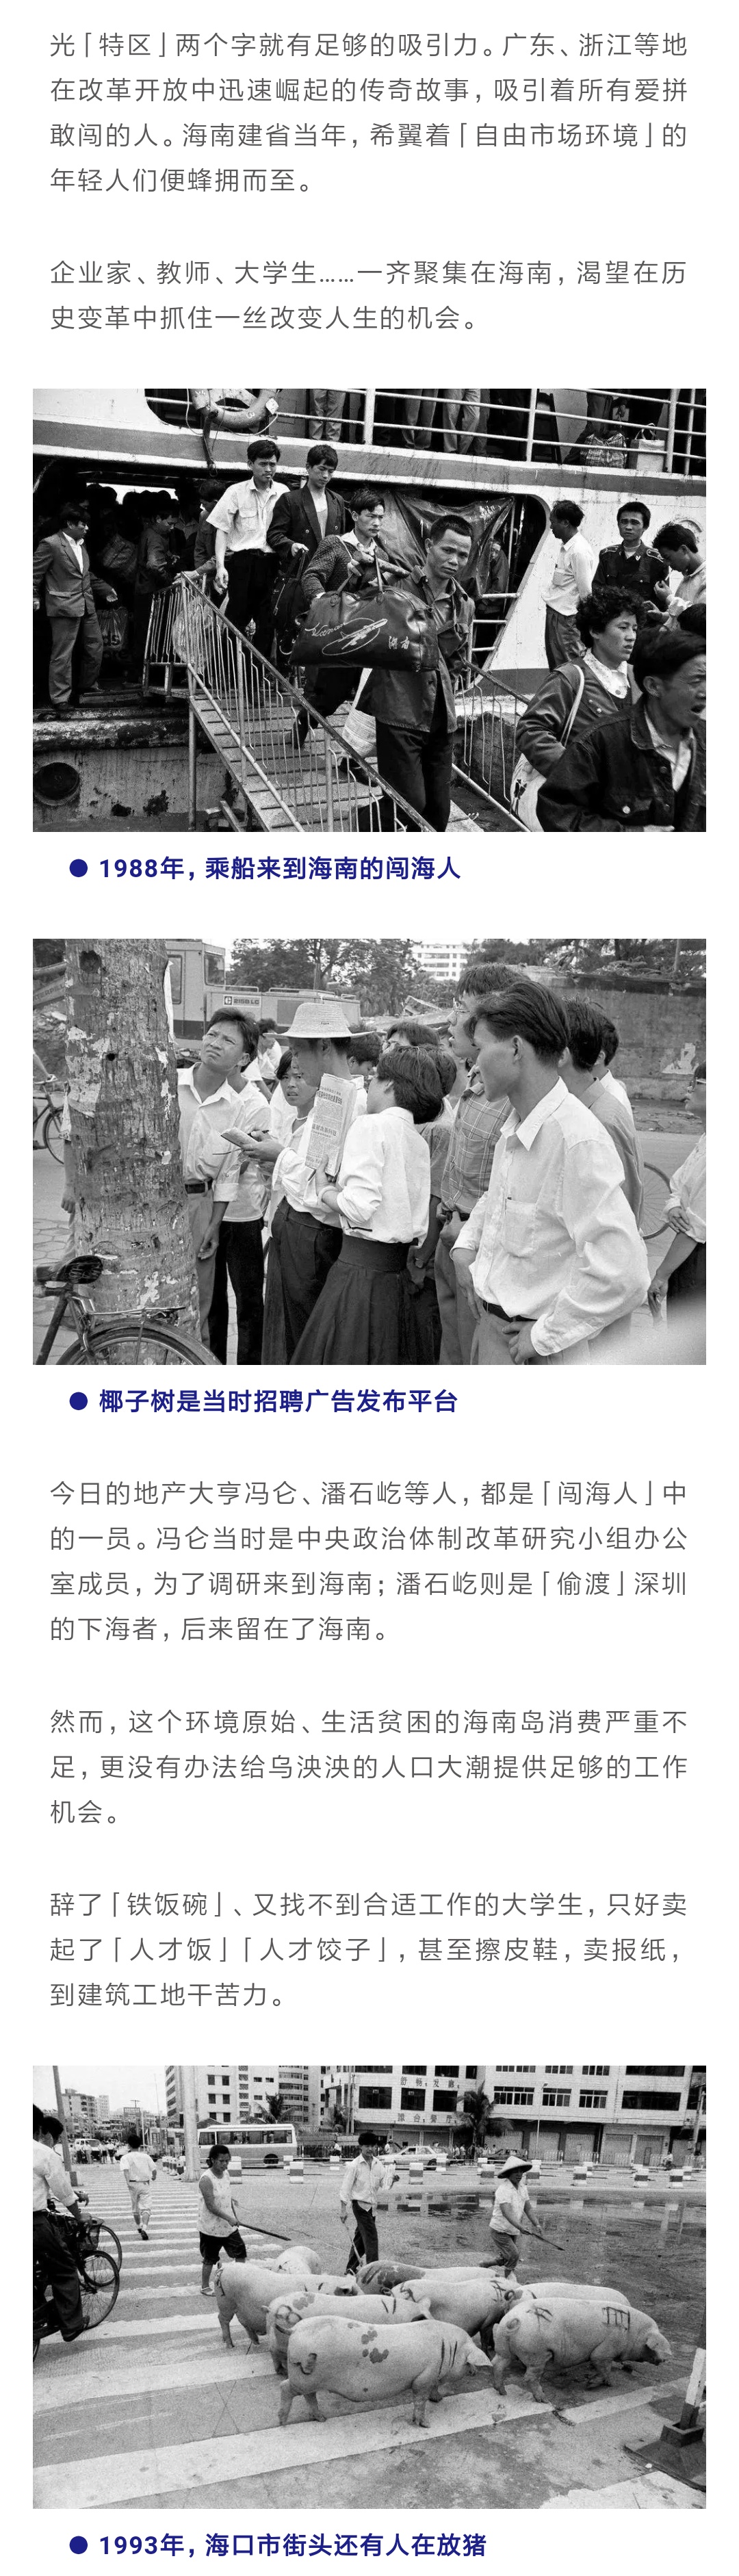 光「特区」两个字就有足够的吸引力。广东、浙江等地
在改革开放中迅速崛起的传奇故事，吸引着所有爱拼
敢闯的人。海南建省当年，希翼着「自由市场环境」的
年轻人们便蜂拥而至。
企业家、教师、大学生……一齐聚集在海南，渴望在历
史变革中抓住一丝改变人生的机会。
湖南
● 1988年，乘船来到海南的闯海人
● 椰子树是当时招聘广告发布平台
今日的地产大亨冯仑、潘石屹等人，都是「闯海人」中
的一员。冯仑当时是中央政治体制改革研究小组办公
室成员，为了调研来到海南；潘石屹则是「偷渡」深圳
的下海者，后来留在了海南。
然而，这个环境原始、生活贫困的海南岛消费严重不
足，更没有办法给乌泱泱的人口大潮提供足够的工作
机会。
辞了「铁饭碗」、又找不到合适工作的大学生，只好卖
起了「人才饭」「人才饺子」，甚至擦皮鞋，卖报纸，
到建筑工地干苦力。
● 1993年，海口市街头还有人在放猪